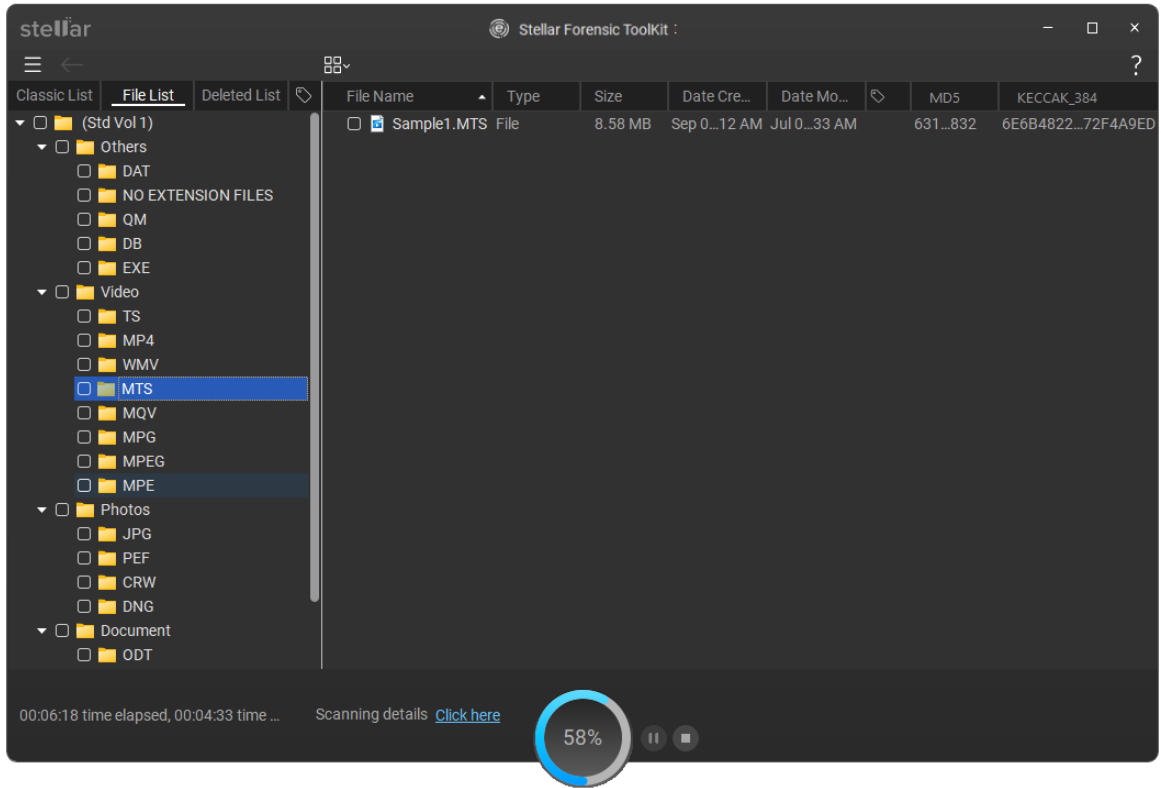 stellar
Stellar Forensic ToolKit :
?
Classic List File List Deleted List
File Name Type Size Date Cre... Date Mo... MD5 KECCAK_384
(Std Vol 1)
Sample1.MTS File 8.58 MB Sep 0...12 AM Jul 0...33 AM 631...832 6E6B4822...72F4A9ED
Others
DAT
NO EXTENSION FILES
QM
DB
EXE
Video
TS
MP4
WMV
MTS
MQV
MPG
MPEG
MPE
Photos
JPG
PEF
CRW
DNG
Document
ODT
00:06:18 time elapsed, 00:04:33 time ...
Scanning details Click here
58%